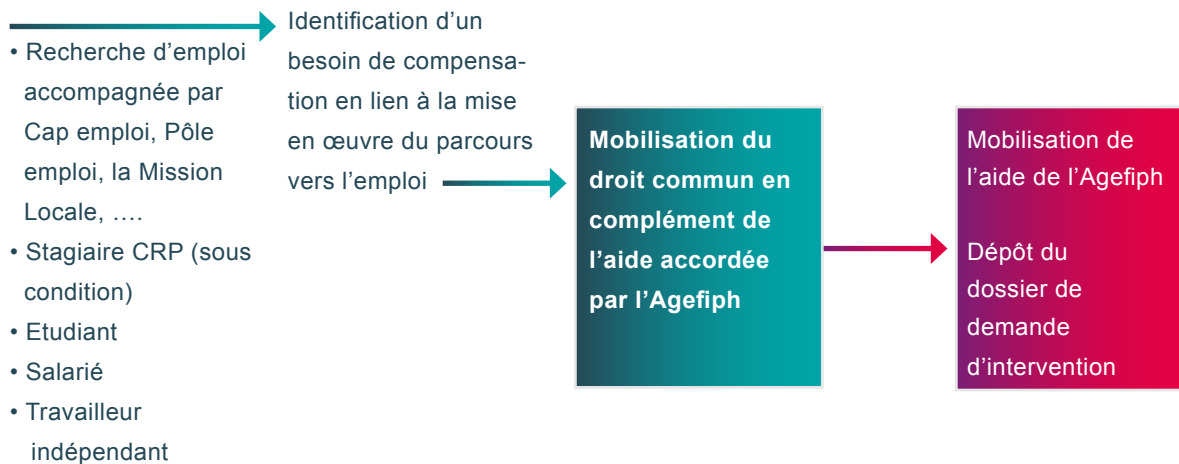 • Recherche d’emploi
accompagnée par
Cap emploi, Pôle
emploi, la Mission
Locale, ….
• Stagiaire CRP (sous
condition)
• Etudiant
• Salarié
• Travailleur
indépendant
Identification d’un
besoin de compensa-
tion en lien à la mise
en œuvre du parcours
vers l’emploi
Mobilisation du
droit commun en
complément de
l’aide accordée
par l’Agefiph
Mobilisation de
l’aide de l’Agefiph
Dépôt du
dossier de
demande
d’intervention